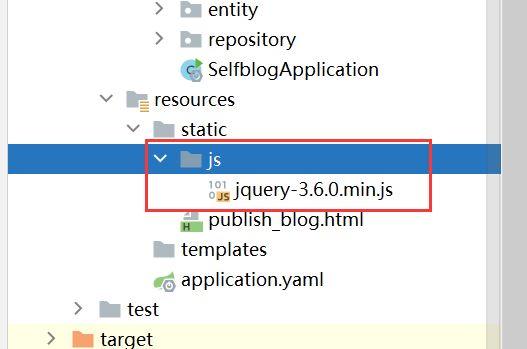 entity
repository
SelfblogApplication
resources
static
js
jquery-3.6.0.min.js
publish_blog.html
templates
application.yaml
test
target